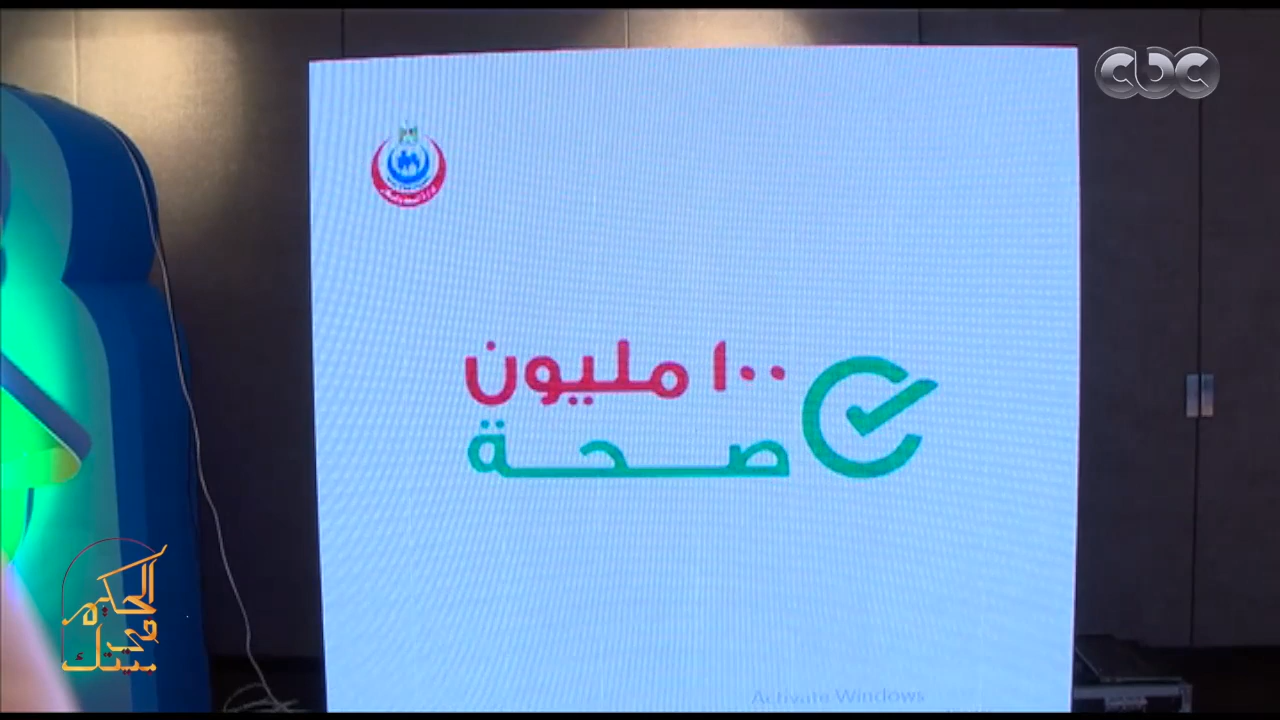 cbc
١٠٠ مليون
صحة
الحكيم
في
بيتك
Activate Windows